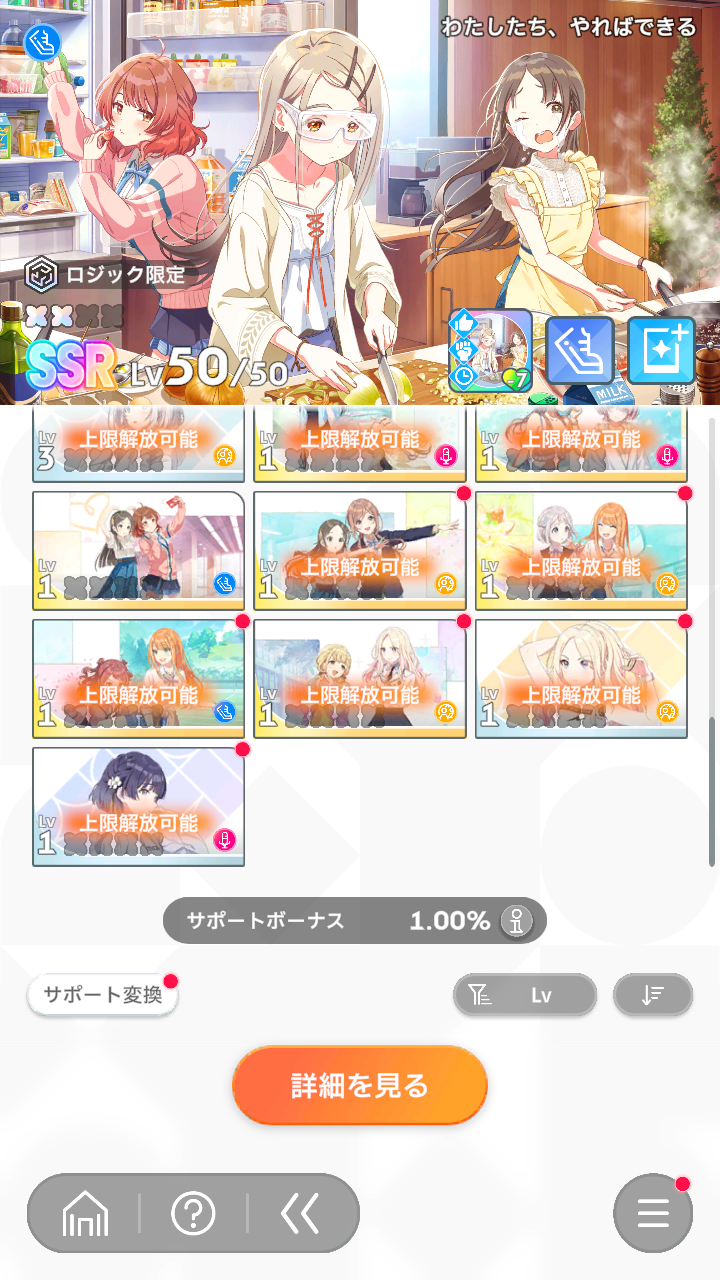 わたしたち、やればできる
ロジック限定
SSR Lv50/50
+7
MILK
Lv 3 上限解放可能
Lv 1 上限解放可能
Lv 1 上限解放可能
Lv 1
Lv 1 上限解放可能
Lv 1 上限解放可能
Lv 1 上限解放可能
Lv 1 上限解放可能
Lv 1 上限解放可能
Lv 1 上限解放可能
サポートボーナス 1.00%
サポート変換
Lv
詳細を見る